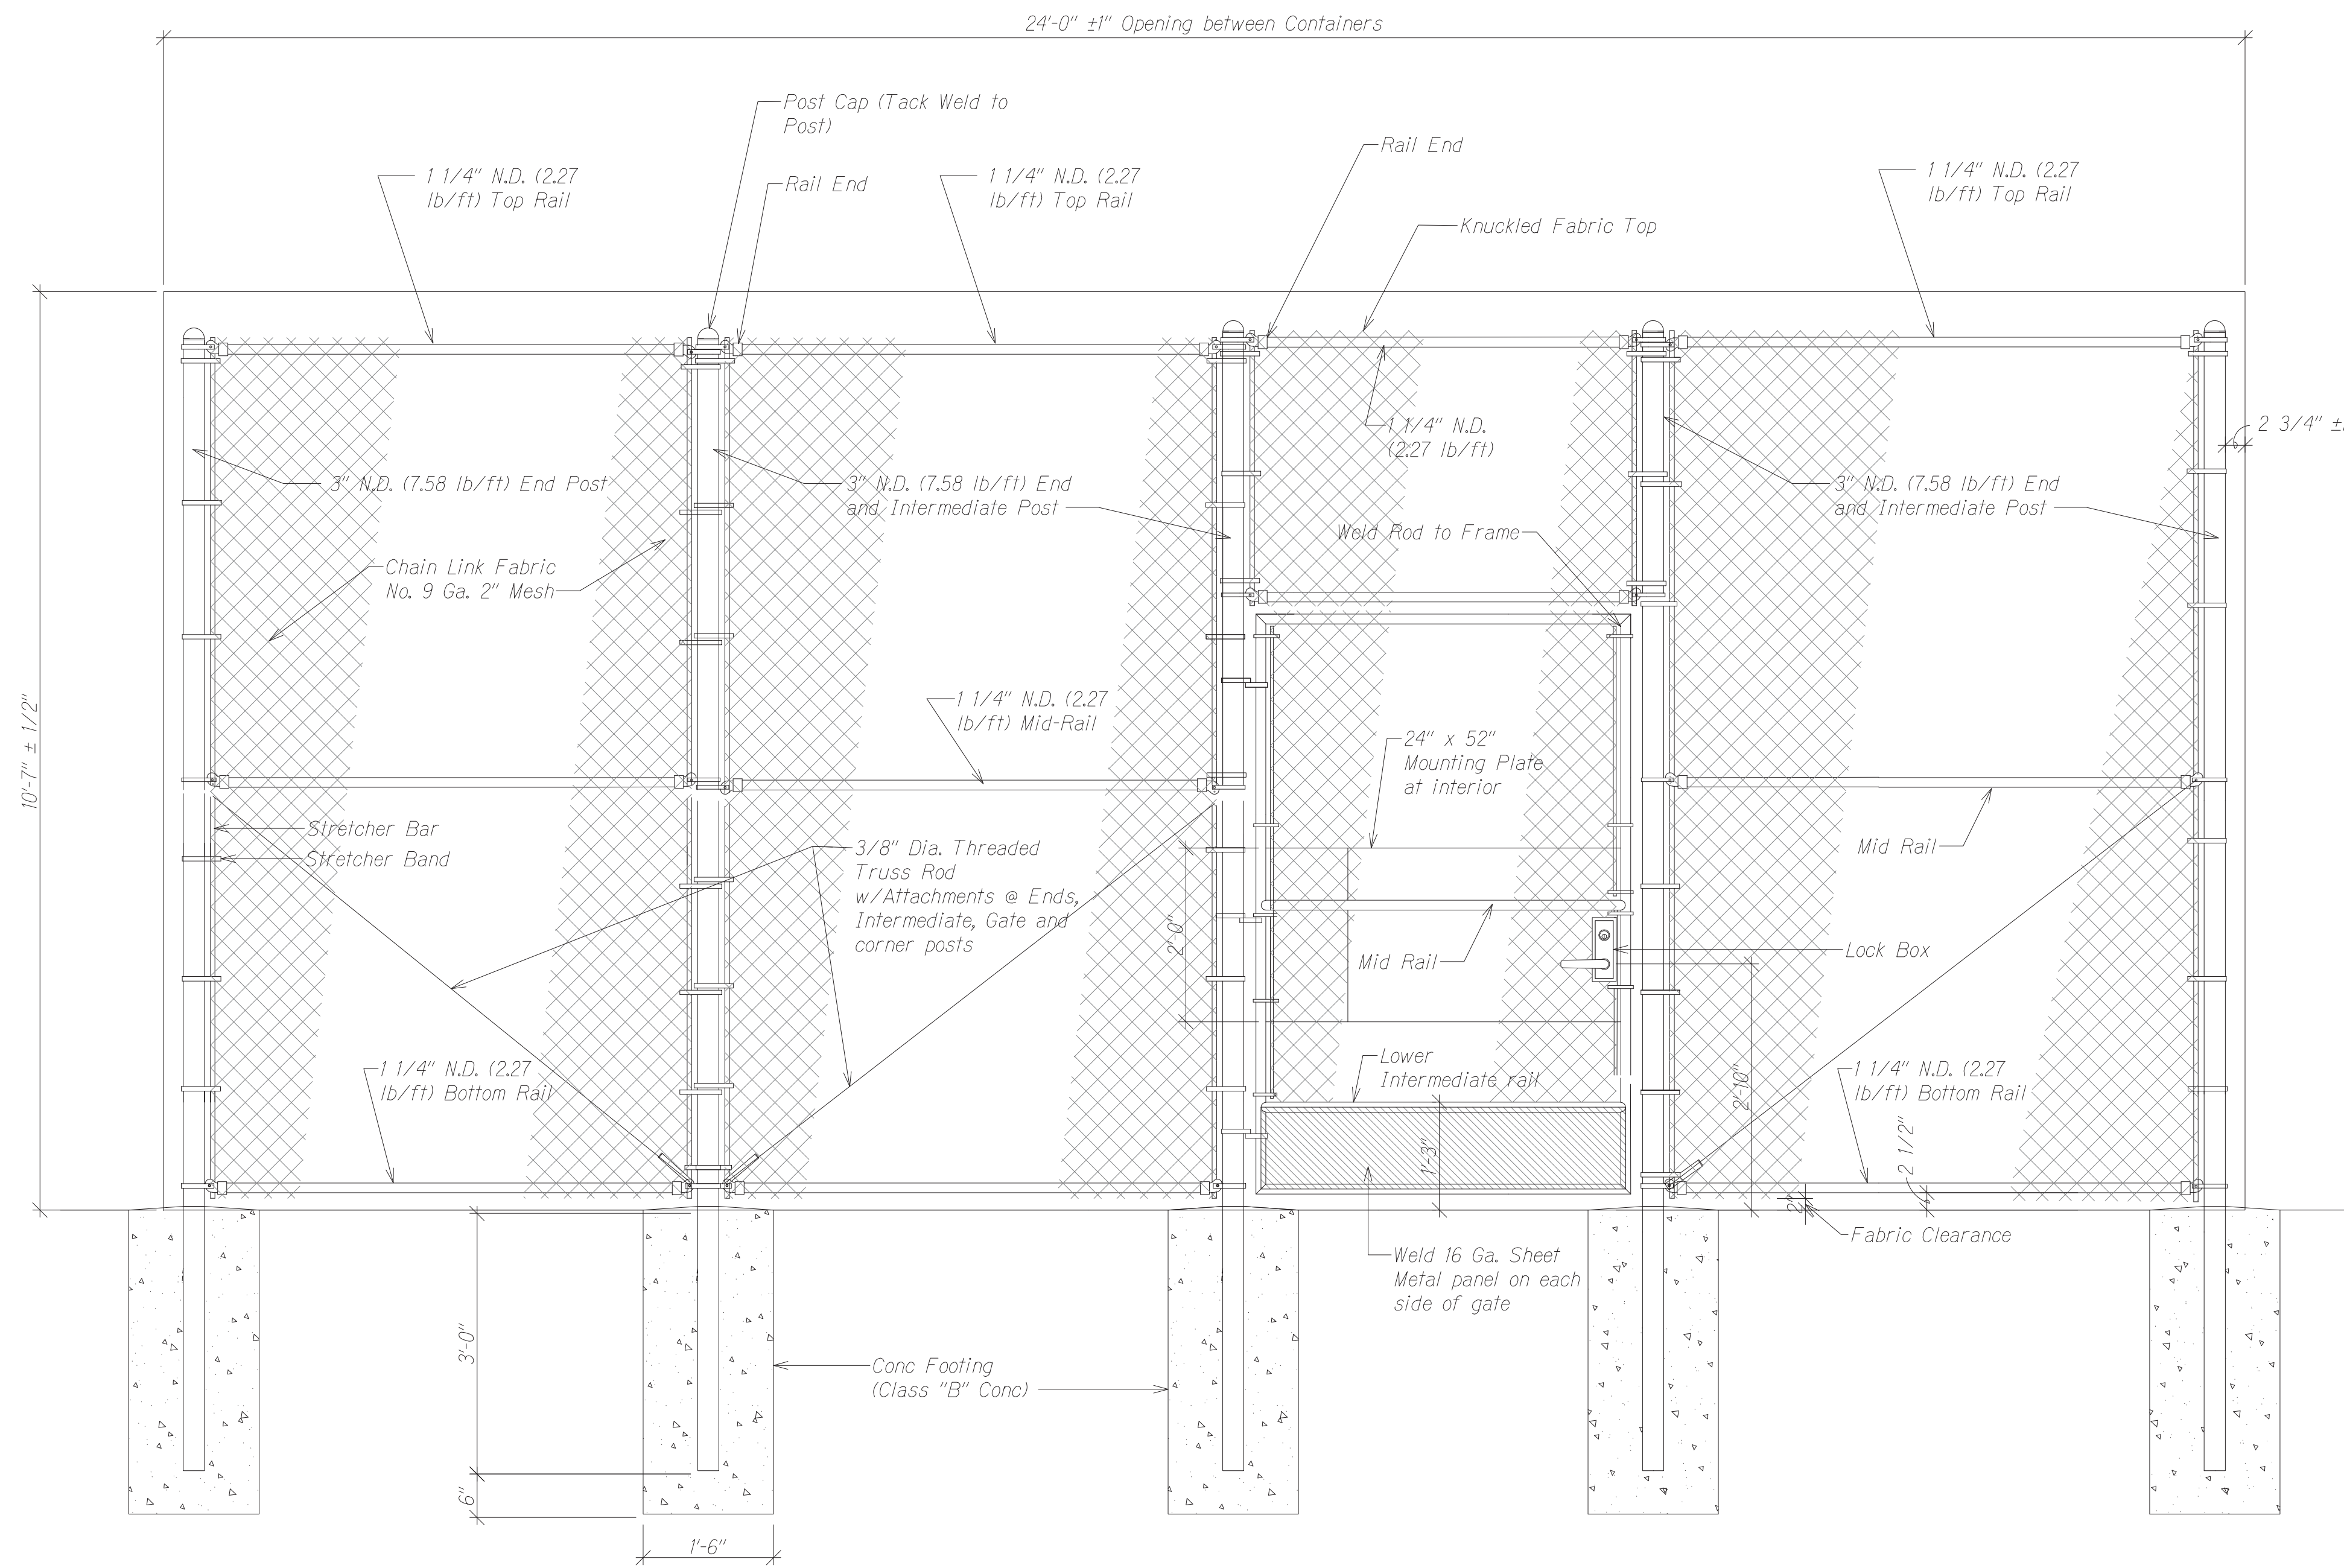 24'-0" ±1" Opening between Containers
Post Cap (Tack Weld to
Post)
Rail End
1 1/4" N.D. (2.27
lb/ft) Top Rail
Rail End
1 1/4" N.D. (2.27
lb/ft) Top Rail
1 1/4" N.D. (2.27
lb/ft) Top Rail
Knuckled Fabric Top
1 1/4" N.D.
(2.27 lb/ft)
2 3/4" ±
3" N.D. (7.58 lb/ft) End Post
3" N.D. (7.58 lb/ft) End
and Intermediate Post
3" N.D. (7.58 lb/ft) End
and Intermediate Post
Weld Rod to Frame
Chain Link Fabric
No. 9 Ga. 2" Mesh
10'-7" ± 1/2"
1 1/4" N.D. (2.27
lb/ft) Mid-Rail
24" x 52"
Mounting Plate
at interior
Stretcher Bar
Stretcher Band
3/8" Dia. Threaded
Truss Rod
w/Attachments @ Ends,
Intermediate, Gate and
corner posts
Mid Rail
2'-0"
Mid Rail
Lock Box
1 1/4" N.D. (2.27
lb/ft) Bottom Rail
Lower
Intermediate rail
2'-10"
1 1/4" N.D. (2.27
lb/ft) Bottom Rail
1'-3"
2 1/2"
2"
Fabric Clearance
Weld 16 Ga. Sheet
Metal panel on each
side of gate
3'-0"
Conc Footing
(Class "B" Conc)
6"
1'-6"